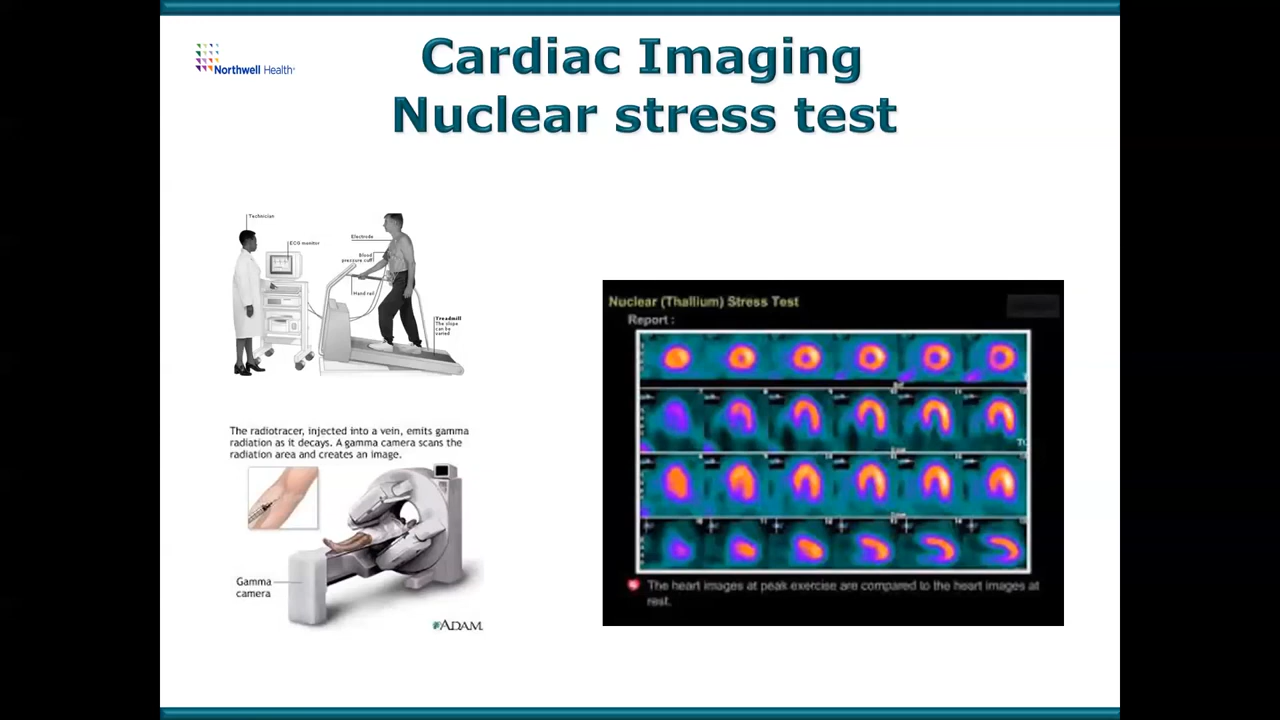 Cardiac Imaging
Nuclear stress test
Northwell Health
Technician
ECG monitor
Electrode
Blood
pressure cuff
Hand rail
Treadmill
The slope
can be
varied
The radiotracer, injected into a vein, emits gamma
radiation as it decays. A gamma camera scans the
radiation area and creates an image.
Gamma
camera
ADAM.
Nuclear (Thallium) Stress Test
Report :
The heart images at peak exercise are compared to the heart images at
rest.